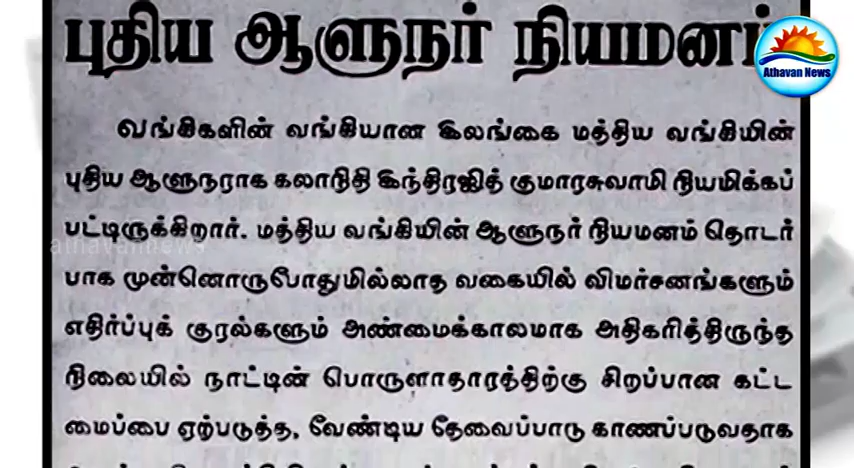 புதிய ஆளுநர் நியமனம்
Athavan News
வங்கிகளின் வங்கியான இலங்கை மத்திய வங்கியின்
புதிய ஆளுநராக கலாநிதி இந்திரஜித் குமாரசுவாமி நியமிக்கப்
பட்டிருக்கிறார். மத்திய வங்கியின் ஆளுநர் நியமனம் தொடர்
athavannews
பாக முன்னொருபோதுமில்லாத வகையில் விமர்சனங்களும்
எதிர்ப்புக் குரல்களும் அண்மைக்காலமாக அதிகரித்திருந்த
நிலையில் நாட்டின் பொருளாதாரத்திற்கு சிறப்பான கட்ட
மைப்பை ஏற்படுத்த, வேண்டிய தேவைப்பாடு காணப்படுவதாக